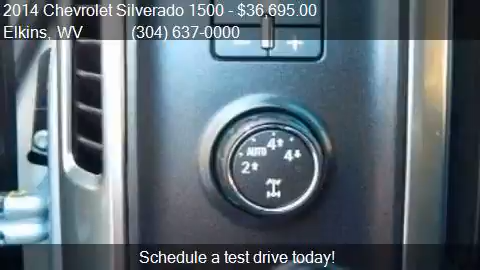 2014 Chevrolet Silverado 1500 - $36,695.00
Elkins, WV (304) 637-0000
4↑
AUTO 4↓
2↑
Schedule a test drive today!